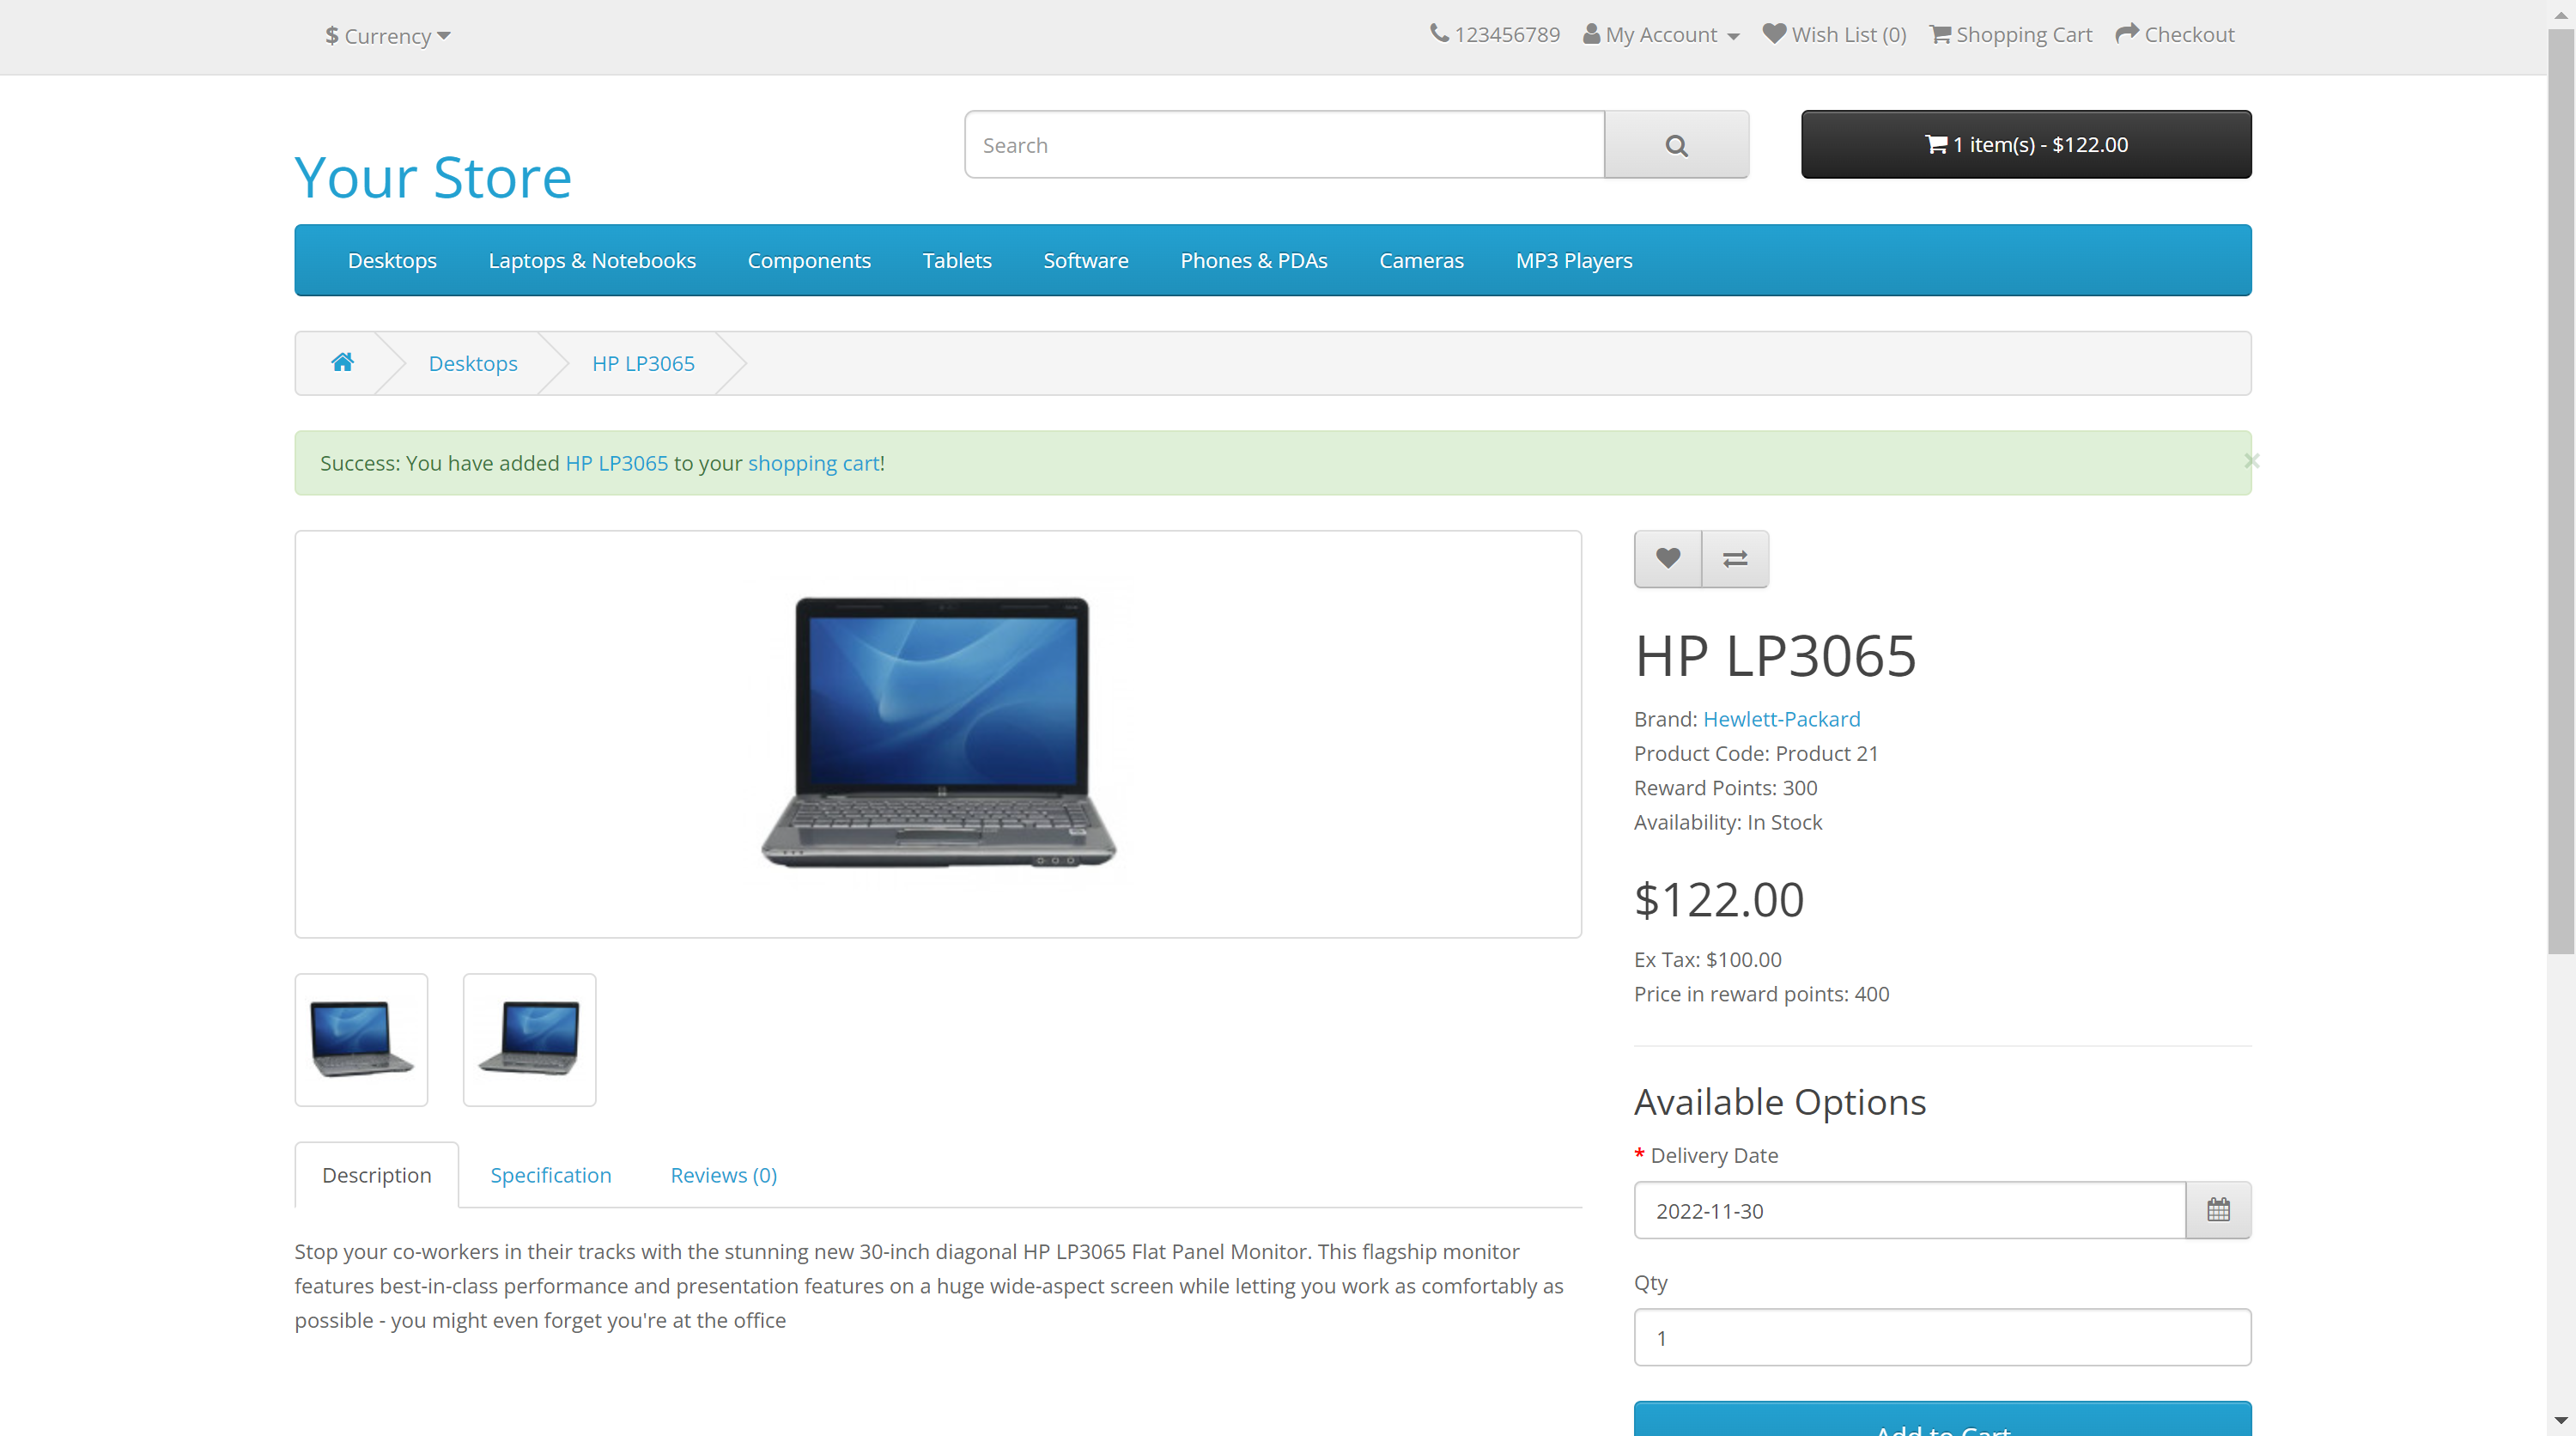 $ Currency
123456789 My Account Wish List (0) Shopping Cart Checkout
Your Store
Search
1 item(s) - $122.00
Desktops Laptops & Notebooks Components Tablets Software Phones & PDAs Cameras MP3 Players
Desktops HP LP3065
Success: You have added HP LP3065 to your shopping cart!
×
HP LP3065
Brand: Hewlett-Packard
Product Code: Product 21
Reward Points: 300
Availability: In Stock
$122.00
Ex Tax: $100.00
Price in reward points: 400
Available Options
* Delivery Date
2022-11-30
Qty
1
Add to Cart
Description Specification Reviews (0)
Stop your co-workers in their tracks with the stunning new 30-inch diagonal HP LP3065 Flat Panel Monitor. This flagship monitor
features best-in-class performance and presentation features on a huge wide-aspect screen while letting you work as comfortably as
possible - you might even forget you're at the office